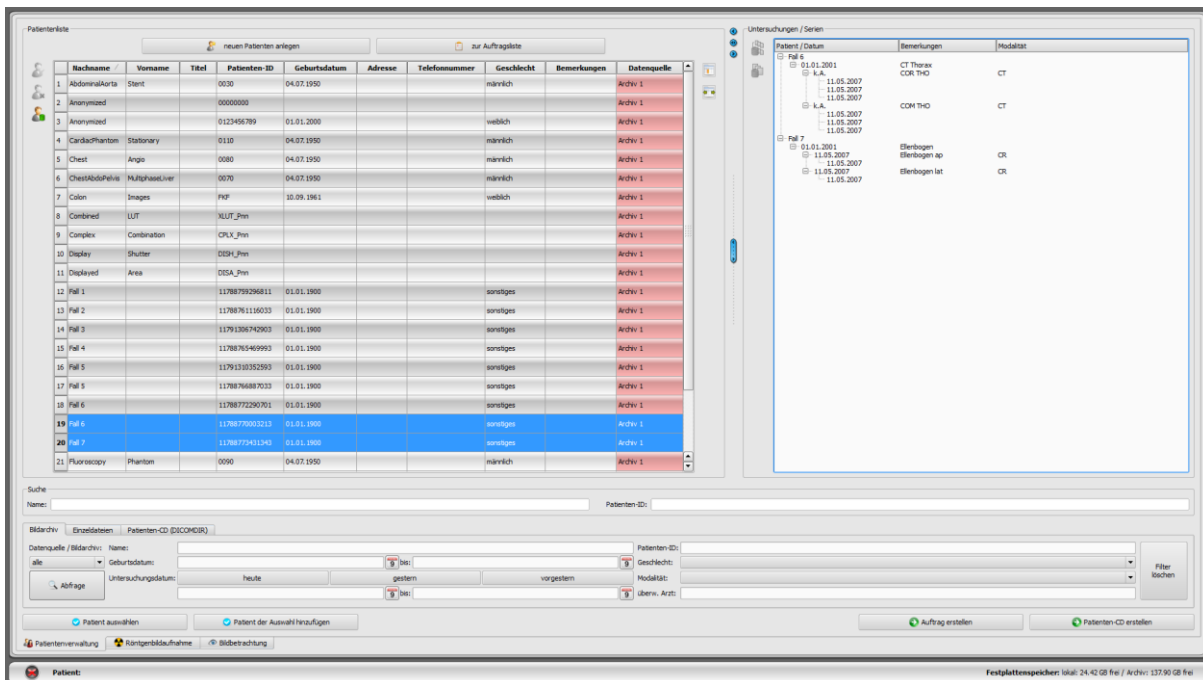 Patientenliste
neuen Patienten anlegen
zur Auftragsliste
Nachname Vorname Titel Patienten-ID Geburtsdatum Adresse Telefonnummer Geschlecht Bemerkungen Datenquelle
1 AbdominalAorta Stent 0030 04.07.1950 männlich Archiv 1
2 Anonymized 00000000 Archiv 1
3 Anonymized 0123456789 01.01.2000 weiblich Archiv 1
4 CardiacPhantom Stationary 0110 04.07.1950 männlich Archiv 1
5 Chest Angio 0080 04.07.1950 männlich Archiv 1
6 ChestAbdoPelvis MultiphaseLiver 0070 04.07.1950 männlich Archiv 1
7 Colon Images FKF 10.09.1961 weiblich Archiv 1
8 Combined LUT XLUT_Pnn Archiv 1
9 Complex Combination CPLX_Pnn Archiv 1
10 Display Shutter DISH_Pnn Archiv 1
11 Displayed Area DISA_Pnn Archiv 1
12 Fall 1 11788759296811 01.01.1900 sonstiges Archiv 1
13 Fall 2 11788761116033 01.01.1900 sonstiges Archiv 1
14 Fall 3 11791306742903 01.01.1900 sonstiges Archiv 1
15 Fall 4 11788765469993 01.01.1900 sonstiges Archiv 1
16 Fall 5 11791310352593 01.01.1900 sonstiges Archiv 1
17 Fall 5 11788766887033 01.01.1900 sonstiges Archiv 1
18 Fall 6 11788772290701 01.01.1900 sonstiges Archiv 1
19 Fall 6 11788770003213 01.01.1900 sonstiges Archiv 1
20 Fall 7 11788773431343 01.01.1900 sonstiges Archiv 1
21 Fluoroscopy Phantom 0090 04.07.1950 männlich Archiv 1
Untersuchungen / Serien
Patient / Datum Bemerkungen Modalität
Fall 6
01.01.2001 CT Thorax
k.A. COR THO CT
11.05.2007
11.05.2007
11.05.2007
k.A. COM THO CT
11.05.2007
11.05.2007
11.05.2007
Fall 7
01.01.2001 Ellenbogen
11.05.2007 Ellenbogen ap CR
11.05.2007
11.05.2007 Ellenbogen lat CR
11.05.2007
Suche
Name: Patienten-ID:
Bildarchiv Einzeldateien Patienten-CD (DICOMDIR)
Datenquelle / Bildarchiv: Name: Patienten-ID:
alle Geburtsdatum: 9 bis: 9 Geschlecht:
Abfrage Untersuchungsdatum: heute gestern vorgestern Modalität:
9 bis: 9 überw. Arzt:
Filter
löschen
Patient auswählen Patient der Auswahl hinzufügen Auftrag erstellen Patienten-CD erstellen
Patientenverwaltung Röntgenbildaufnahme Bildbetrachtung
Patient: Festplattenspeicher: lokal: 24.42 GB frei / Archiv: 137.90 GB frei